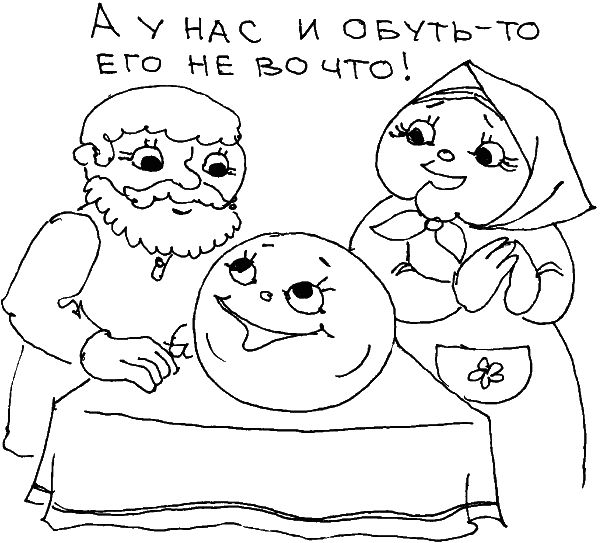 А У НАС И ОБУТЬ-ТО
ЕГО НЕ ВО ЧТО!